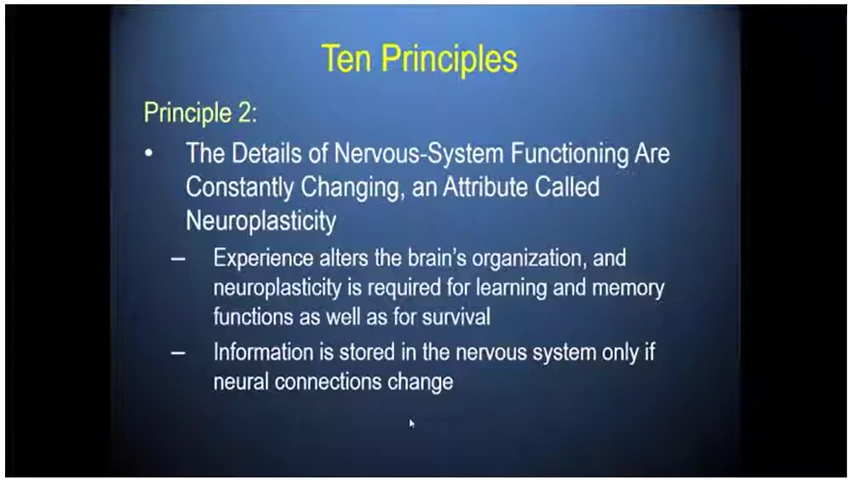 Ten Principles
Principle 2:
• The Details of Nervous-System Functioning Are
Constantly Changing, an Attribute Called
Neuroplasticity
– Experience alters the brain's organization, and
neuroplasticity is required for learning and memory
functions as well as for survival
– Information is stored in the nervous system only if
neural connections change